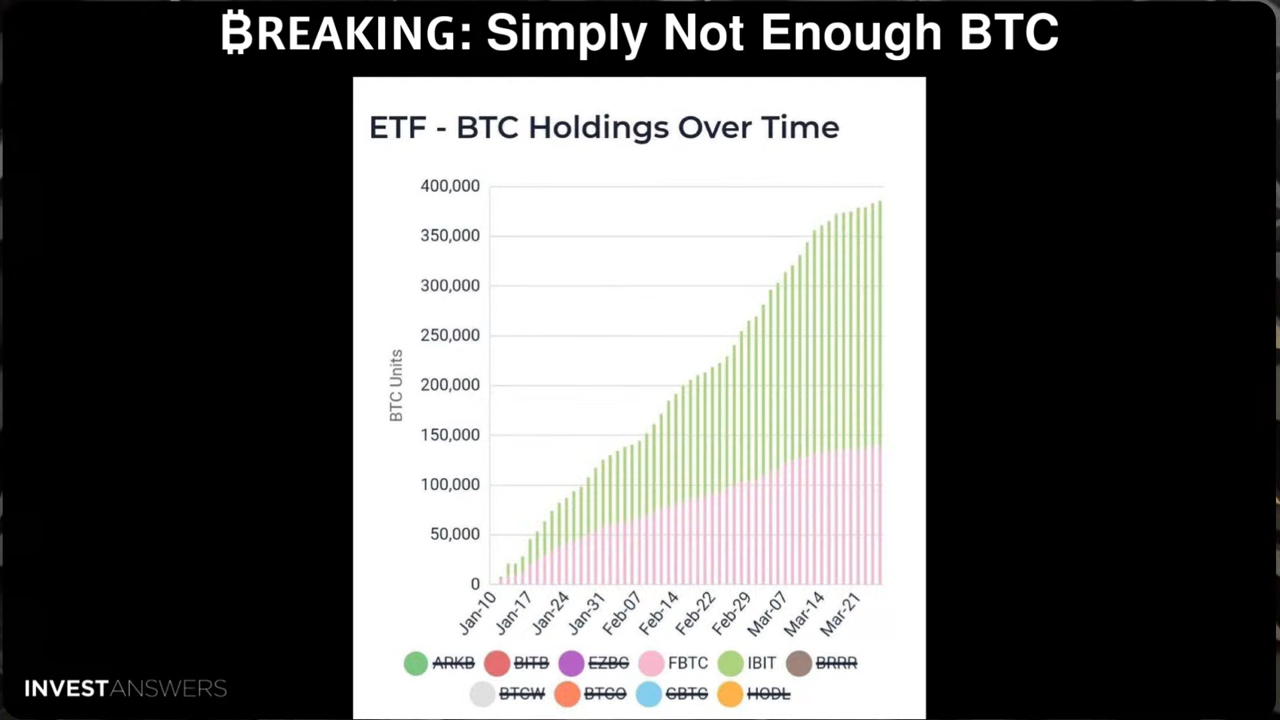 ₿REAKING: Simply Not Enough BTC
ETF - BTC Holdings Over Time
400,000
350,000
300,000
250,000
200,000
150,000
100,000
50,000
0
BTC Units
Jan-10 Jan-17 Jan-24 Jan-31 Feb-07 Feb-14 Feb-22 Feb-29 Mar-07 Mar-14 Mar-21
ARKB BITB EZBC FBTC IBIT BRRR
BTCW BTCO GBTC HODL
INVESTANSWERS